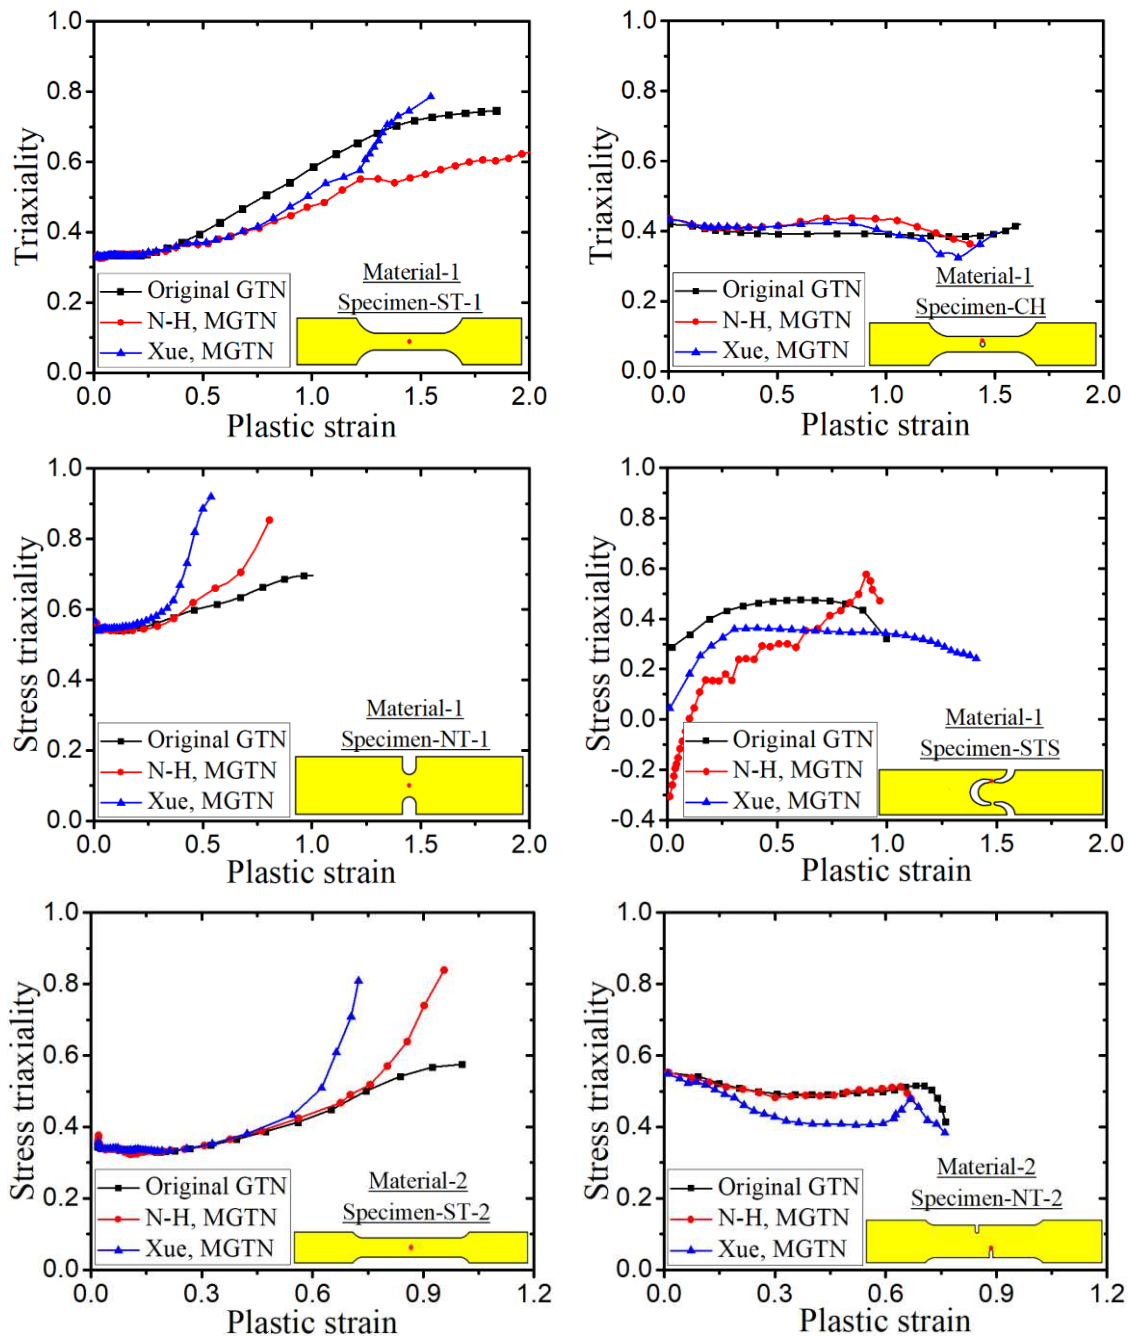 1.0
0.8
0.6
0.4
0.2
0.0
Triaxiality
Original GTN
N-H, MGTN
Xue, MGTN
Material-1
Specimen-ST-1
0.0 0.5 1.0 1.5 2.0
Plastic strain
1.0
0.8
0.6
0.4
0.2
0.0
Triaxiality
Original GTN
N-H, MGTN
Xue, MGTN
Material-1
Specimen-CH
0.0 0.5 1.0 1.5 2.0
Plastic strain
1.0
0.8
0.6
0.4
0.2
0.0
Stress triaxiality
Original GTN
N-H, MGTN
Xue, MGTN
Material-1
Specimen-NT-1
0.0 0.5 1.0 1.5 2.0
Plastic strain
1.0
0.8
0.6
0.4
0.2
0.0
-0.2
-0.4
Stress triaxiality
Original GTN
N-H, MGTN
Xue, MGTN
Material-1
Specimen-STS
0.0 0.5 1.0 1.5 2.0
Plastic strain
1.0
0.8
0.6
0.4
0.2
0.0
Stress triaxiality
Original GTN
N-H, MGTN
Xue, MGTN
Material-2
Specimen-ST-2
0.0 0.3 0.6 0.9 1.2
Plastic strain
1.0
0.8
0.6
0.4
0.2
0.0
Stress triaxiality
Original GTN
N-H, MGTN
Xue, MGTN
Material-2
Specimen-NT-2
0.0 0.3 0.6 0.9 1.2
Plastic strain